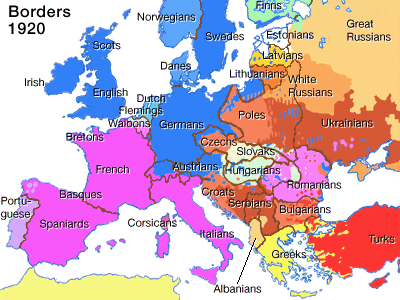 Borders
1920
Norwegians
Finns
Swedes
Great
Russians
Scots
Estonians
Danes
Latvians
Lithuanians
White
Russians
Irish
English
Dutch
Flemings
Walloons
Germans
Poles
Ukrainians
Bretons
Czechs
Slovaks
French
Austrians
Hungarians
Romanians
Basques
Croats
Portu-
guese
Spaniards
Corsicans
Italians
Serbians
Bulgarians
Turks
Greeks
Albanians